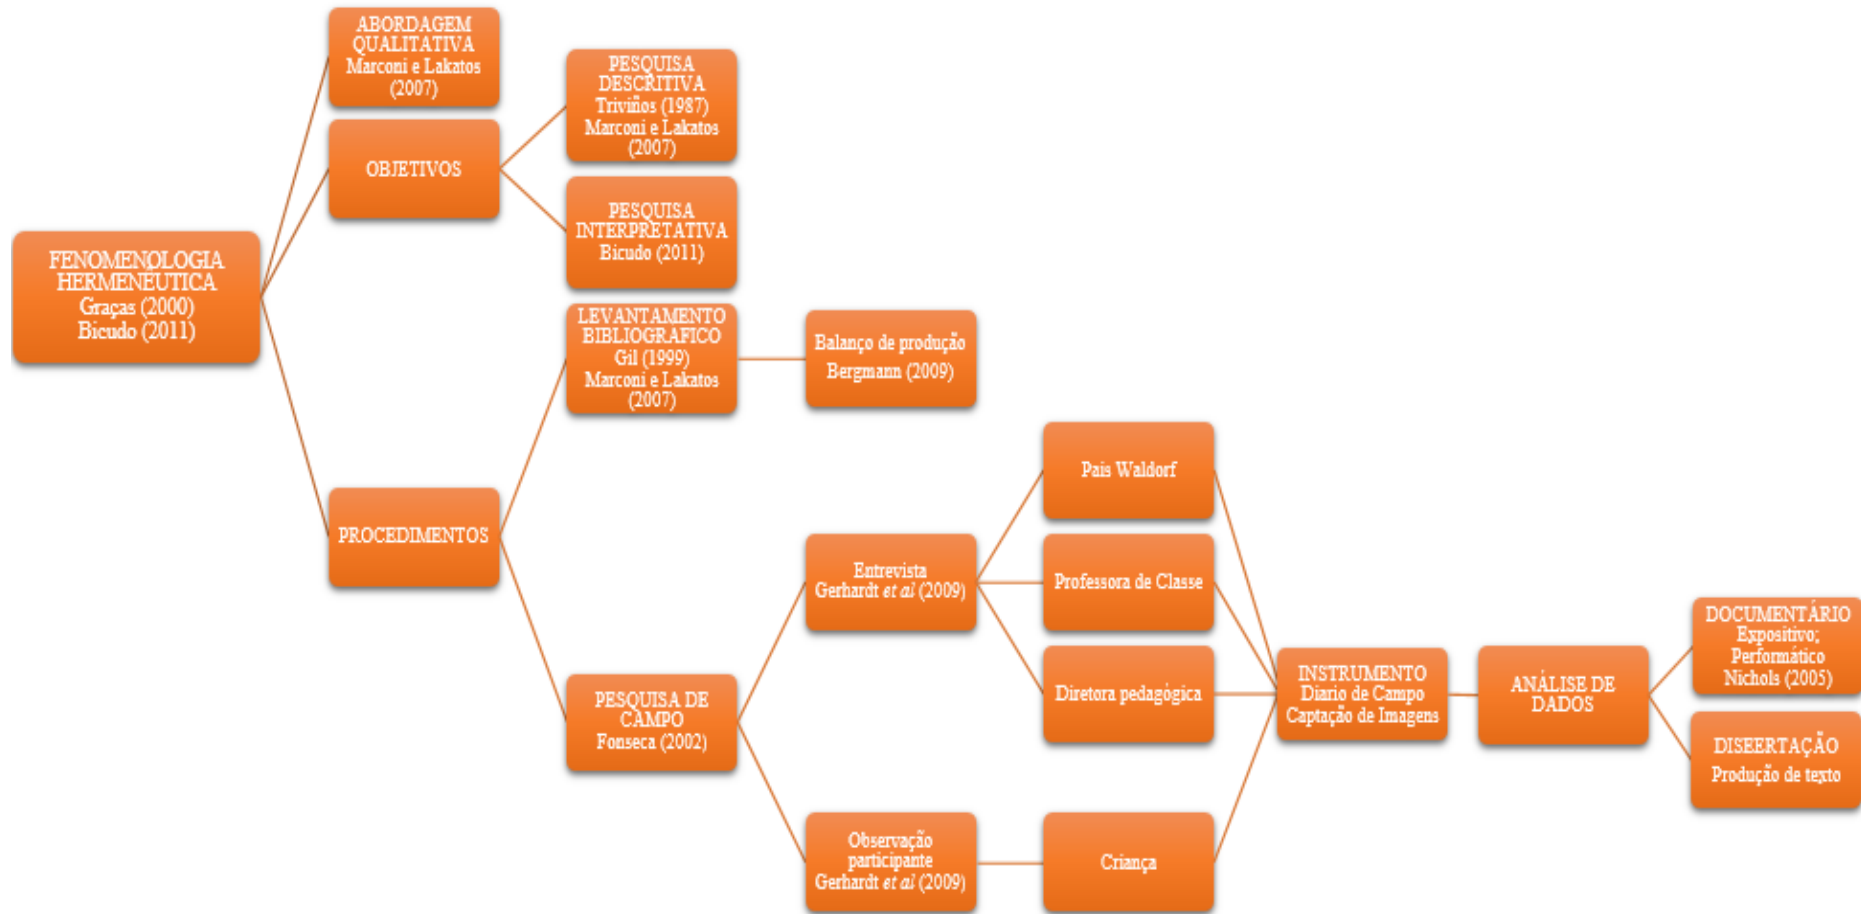 ABORDAGEM
QUALITATIVA
Marconi e Lakatos
(2007)
OBJETIVOS
PESQUISA
DESCRITIVA
Triviños (1987)
Marconi e Lakatos
(2007)
PESQUISA
INTERPRETATIVA
Bicudo (2011)
FENOMENOLOGIA
HERMENÊUTICA
Graças (2000)
Bicudo (2011)
LEVANTAMENTO
BIBLIOGRAFICO
Gil (1999)
Marconi e Lakatos
(2007)
Balanço de produção
Bergmann (2009)
PROCEDIMENTOS
PESQUISA DE
CAMPO
Fonseca (2002)
Entrevista
Gerhardt et al (2009)
Observação
participante
Gerhardt et al (2009)
Pais Waldorf
Professora de Classe
Diretora pedagógica
Criança
INSTRUMENTO
Diario de Campo
Captação de Imagens
ANÁLISE DE
DADOS
DOCUMENTÁRIO
Expositivo;
Performático
Nichols (2005)
DISEERTAÇÃO
Produção de texto